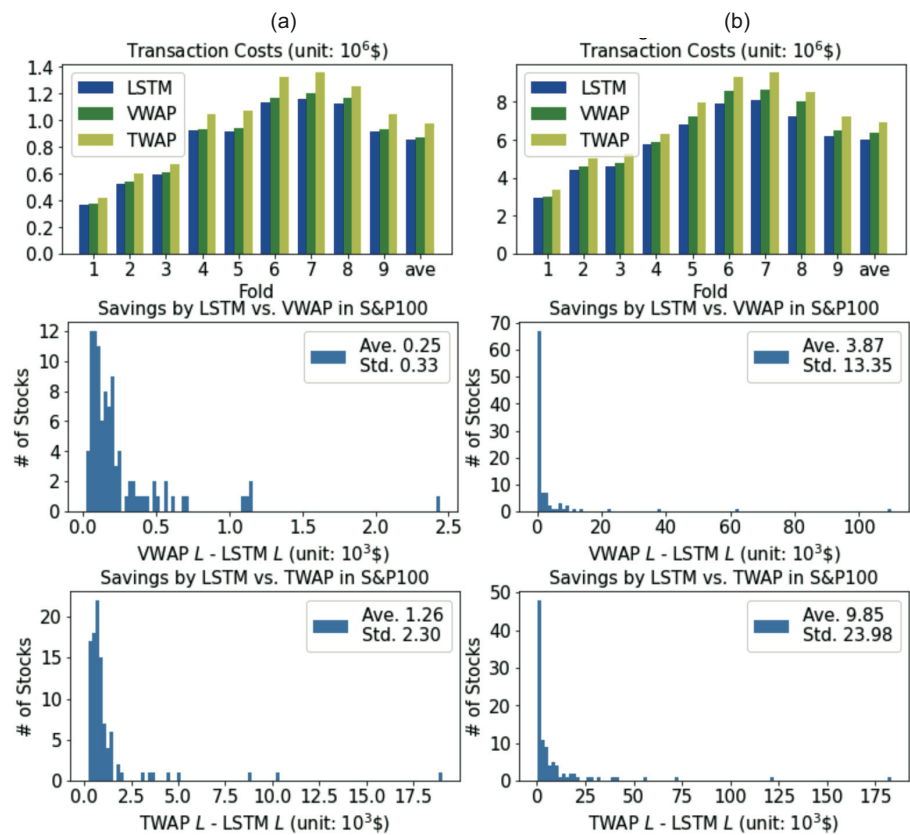 (a)
Transaction Costs (unit: 10⁶$)
1.4
1.2
1.0
0.8
0.6
0.4
0.2
0.0
LSTM
VWAP
TWAP
1 2 3 4 5 6 7 8 9 ave
Fold
Savings by LSTM vs. VWAP in S&P100
# of Stocks
12
10
8
6
4
2
0
Ave. 0.25
Std. 0.33
0.0 0.5 1.0 1.5 2.0 2.5
VWAP L - LSTM L (unit: 10³$)
Savings by LSTM vs. TWAP in S&P100
# of Stocks
20
15
10
5
0
Ave. 1.26
Std. 2.30
0.0 2.5 5.0 7.5 10.0 12.5 15.0 17.5
TWAP L - LSTM L (unit: 10³$)
(b)
Transaction Costs (unit: 10⁶$)
8
6
4
2
0
LSTM
VWAP
TWAP
1 2 3 4 5 6 7 8 9 ave
Fold
Savings by LSTM vs. VWAP in S&P100
# of Stocks
70
60
50
40
30
20
10
0
Ave. 3.87
Std. 13.35
0 20 40 60 80 100
VWAP L - LSTM L (unit: 10³$)
Savings by LSTM vs. TWAP in S&P100
# of Stocks
50
40
30
20
10
0
Ave. 9.85
Std. 23.98
0 25 50 75 100 125 150 175
TWAP L - LSTM L (unit: 10³$)